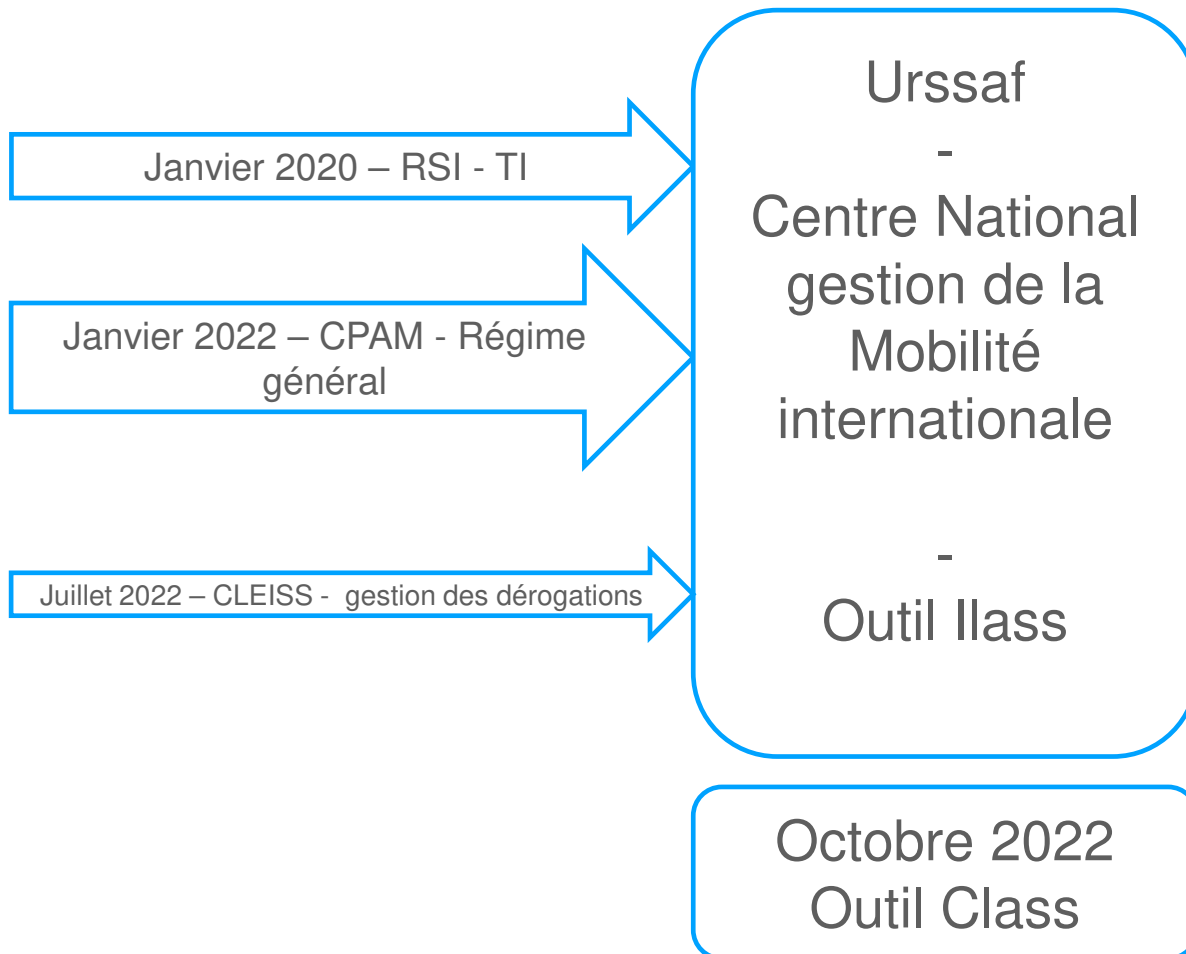 Janvier 2020 – RSI - TI
Janvier 2022 – CPAM - Régime
général
Juillet 2022 – CLEISS -  gestion des dérogations
Urssaf
-
Centre National
gestion de la
Mobilité
internationale
-
Outil Ilass
Octobre 2022
Outil Class